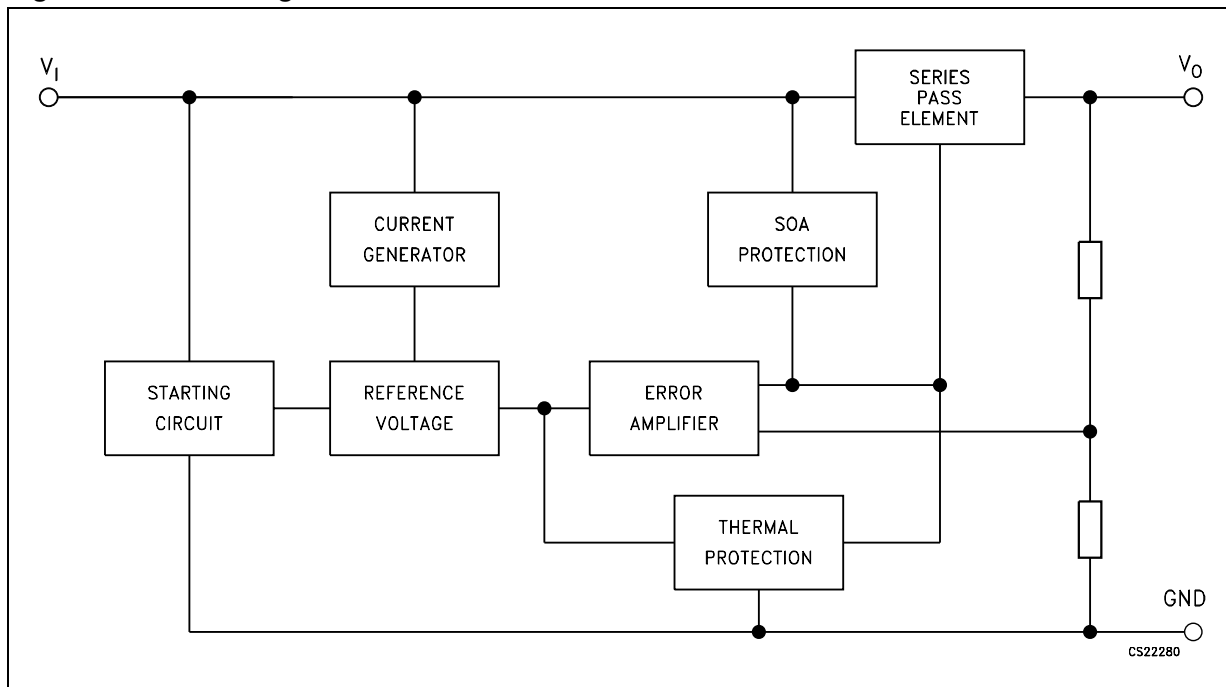 V_I
V_O
SERIES
PASS
ELEMENT
CURRENT
GENERATOR
SOA
PROTECTION
STARTING
CIRCUIT
REFERENCE
VOLTAGE
ERROR
AMPLIFIER
THERMAL
PROTECTION
GND
CS22280